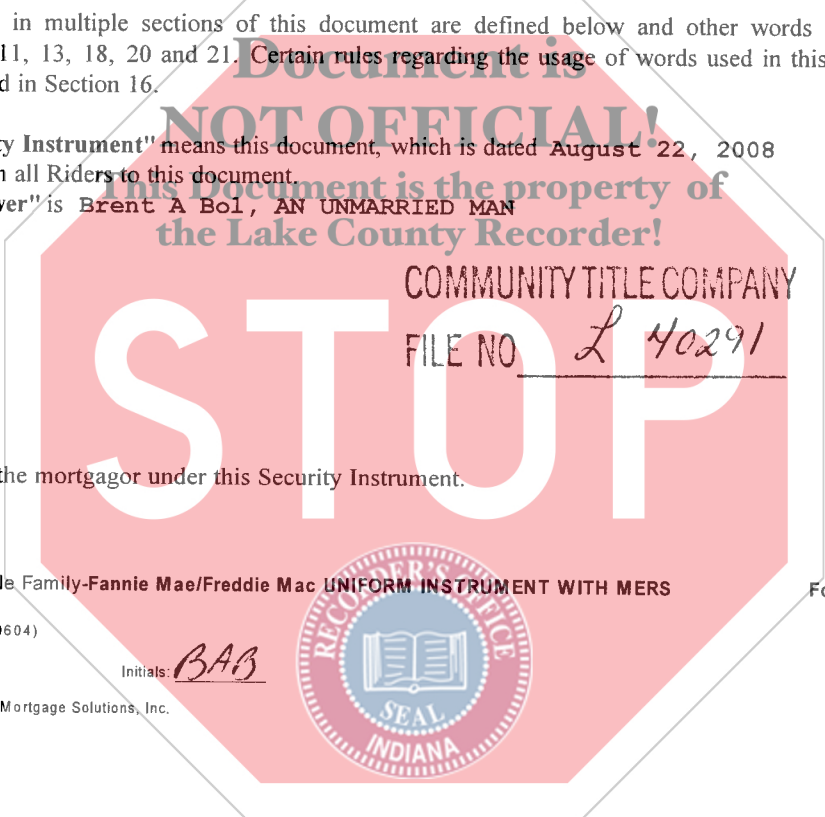 in multiple sections of this document are defined below and other words
11, 13, 18, 20 and 21. Certain rules regarding the usage of words used in this
d in Section 16.
Document is
NOT OFFICIAL!
ty Instrument" means this document, which is dated August 22, 2008
n all Riders to this document.
This Document is the property of
ver" is Brent A Bol, AN UNMARRIED MAN
the Lake County Recorder!
COMMUNITY TITLE COMPANY
FILE NO L 40291
STOP
the mortgagor under this Security Instrument.
le Family-Fannie Mae/Freddie Mac UNIFORM INSTRUMENT WITH MERS Fo
0604)
Initials: BAB
Mortgage Solutions, Inc.
RECORDER'S OFFICE
SEAL
INDIANA